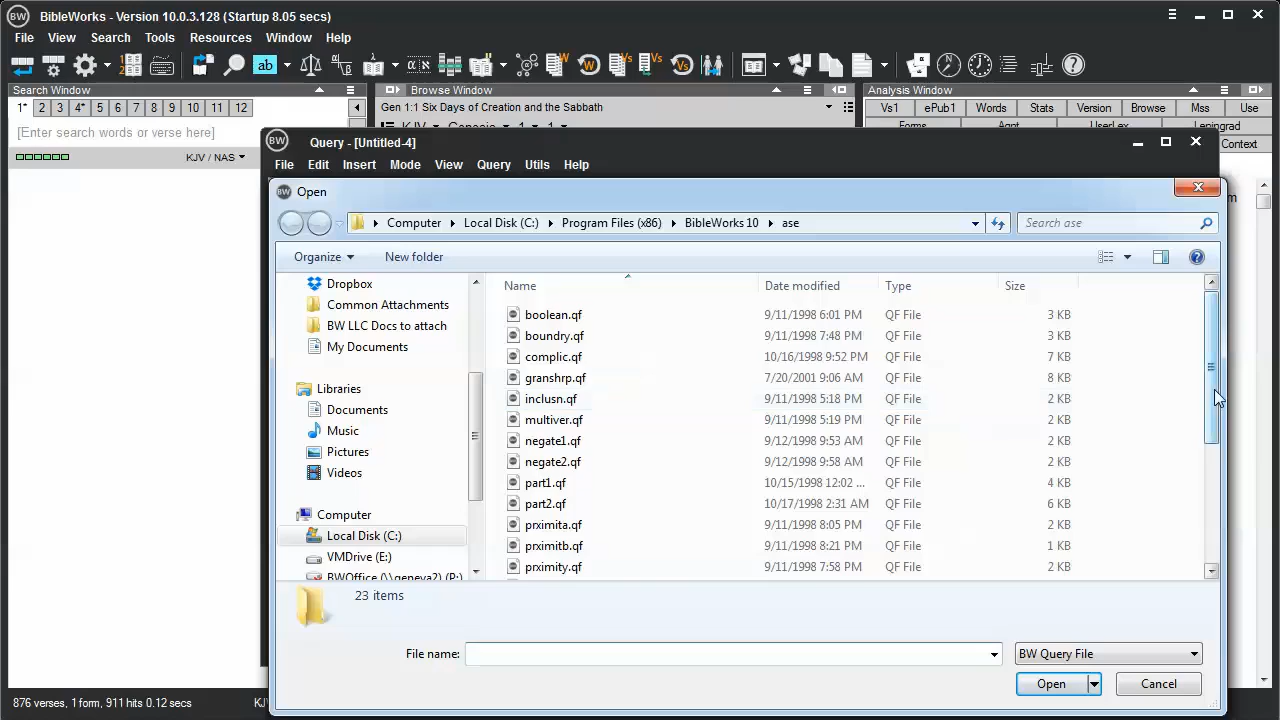 BW BibleWorks - Version 10.0.3.128 (Startup 8.05 secs)
File View Search Tools Resources Window Help
Search Window
Browse Window
Analysis Window
1* 2 3 4* 5 6 7 8 9 10 11 12
Gen 1:1 Six Days of Creation and the Sabbath
Vs1 ePub1 Words Stats Version Browse Mss Use
[Enter search words or verse here]
Leningrad
Context
KJV / NAS
BW Query - [Untitled-4]
File Edit Insert Mode View Query Utils Help
BW Open
Computer Local Disk (C:) Program Files (x86) BibleWorks 10 ase
Search ase
Organize New folder
Dropbox
Common Attachments
BW LLC Docs to attach
My Documents
Libraries
Documents
Music
Pictures
Videos
Computer
Local Disk (C:)
VMDrive (E:)
BWOffice (\\geneva2) (P:)
Name Date modified Type Size
boolean.qf 9/11/1998 6:01 PM QF File 3 KB
boundry.qf 9/11/1998 7:48 PM QF File 3 KB
complic.qf 10/16/1998 9:52 PM QF File 7 KB
granshrp.qf 7/20/2001 9:06 AM QF File 8 KB
inclusn.qf 9/11/1998 5:18 PM QF File 2 KB
multiver.qf 9/11/1998 5:19 PM QF File 2 KB
negate1.qf 9/12/1998 9:53 AM QF File 2 KB
negate2.qf 9/12/1998 9:58 AM QF File 2 KB
part1.qf 10/15/1998 12:02 ... QF File 4 KB
part2.qf 10/17/1998 2:31 AM QF File 6 KB
prximita.qf 9/11/1998 8:05 PM QF File 2 KB
prximitb.qf 9/11/1998 8:21 PM QF File 1 KB
prximity.qf 9/11/1998 7:58 PM QF File 2 KB
23 items
File name:
BW Query File
Open Cancel
876 verses, 1 form, 911 hits 0.12 secs